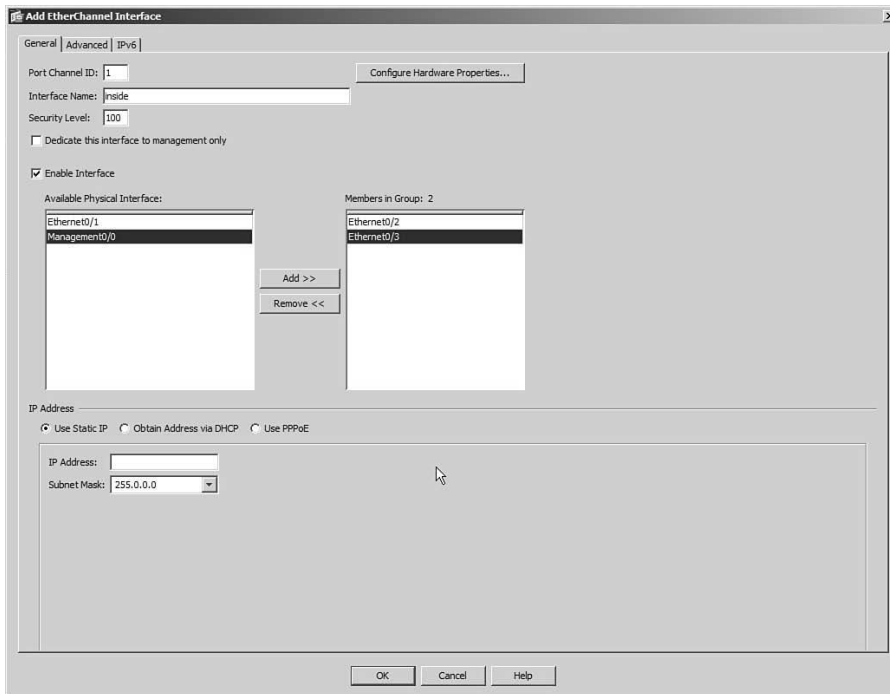 Add EtherChannel Interface
General Advanced IPv6
Port Channel ID: 1
Configure Hardware Properties...
Interface Name: inside
Security Level: 100
Dedicate this interface to management only
Enable Interface
Available Physical Interface:
Members in Group: 2
Ethernet0/1
Management0/0
Ethernet0/2
Ethernet0/3
Add >>
Remove <<
IP Address
Use Static IP Obtain Address via DHCP Use PPPoE
IP Address:
Subnet Mask: 255.0.0.0
OK Cancel Help